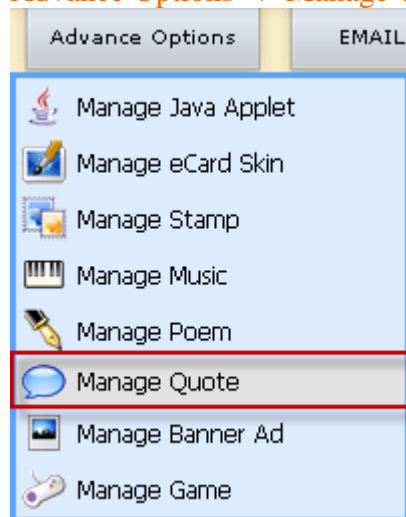 Advance Options
EMAIL
Manage Java Applet
Manage eCard Skin
Manage Stamp
Manage Music
Manage Poem
Manage Quote
Manage Banner Ad
Manage Game